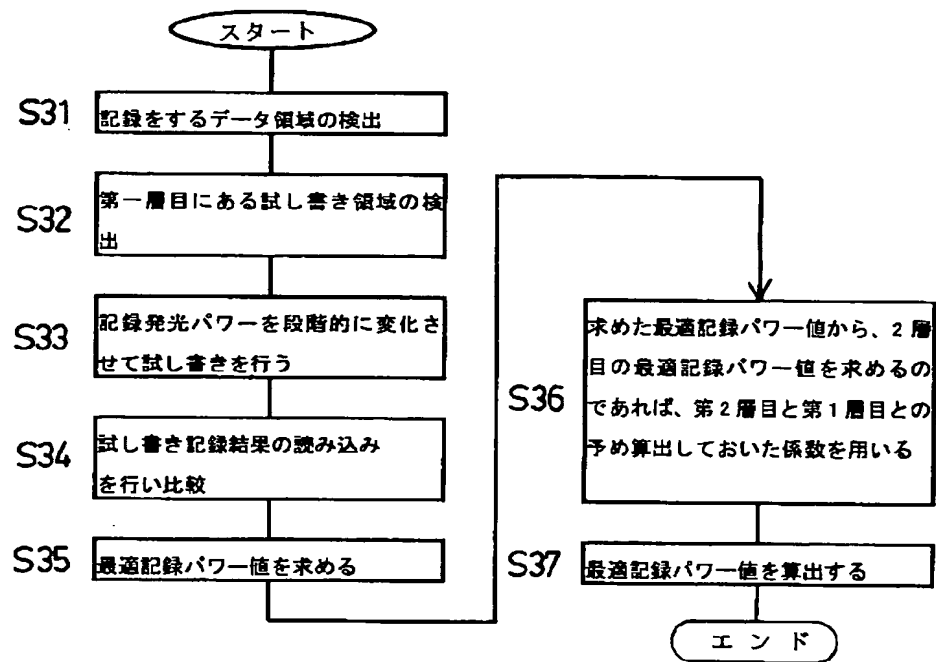 スタート
S31
記録をするデータ領域の検出
S32
第一層目にある試し書き領域の検
出
S33
記録発光パワーを段階的に変化さ
せて試し書きを行う
S34
試し書き記録結果の読み込み
を行い比較
S35
最適記録パワー値を求める
S36
求めた最適記録パワー値から、2層
目の最適記録パワー値を求めるの
であれば、第2層目と第1層目との
予め算出しておいた係数を用いる
S37
最適記録パワー値を算出する
エンド